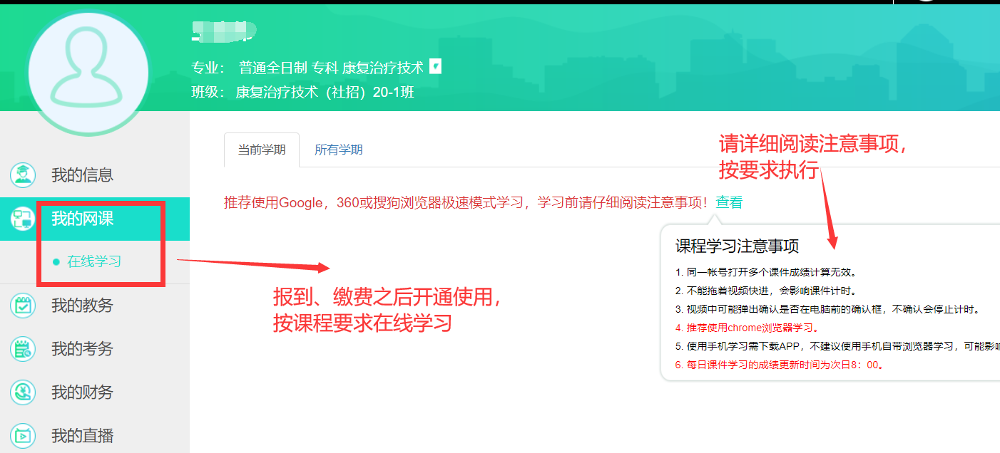 专业： 普通全日制 专科 康复治疗技术
班级： 康复治疗技术（社招）20-1班
当前学期 所有学期
请详细阅读注意事项，
按要求执行
我的信息
推荐使用Google，360或搜狗浏览器极速模式学习，学习前请仔细阅读注意事项！查看
我的网课
在线学习
课程学习注意事项
1. 同一帐号打开多个课件成绩计算无效。
2. 不能拖着视频快进，会影响课件计时。
3. 视频中可能弹出确认是否在电脑前的确认框，不确认会停止计时。
4. 推荐使用chrome浏览器学习。
5. 使用手机学习需下载APP，不建议使用手机自带浏览器学习，可能影响
6. 每日课件学习的成绩更新时间为次日8：00。
报到、缴费之后开通使用，
按课程要求在线学习
我的教务
我的考务
我的财务
我的直播